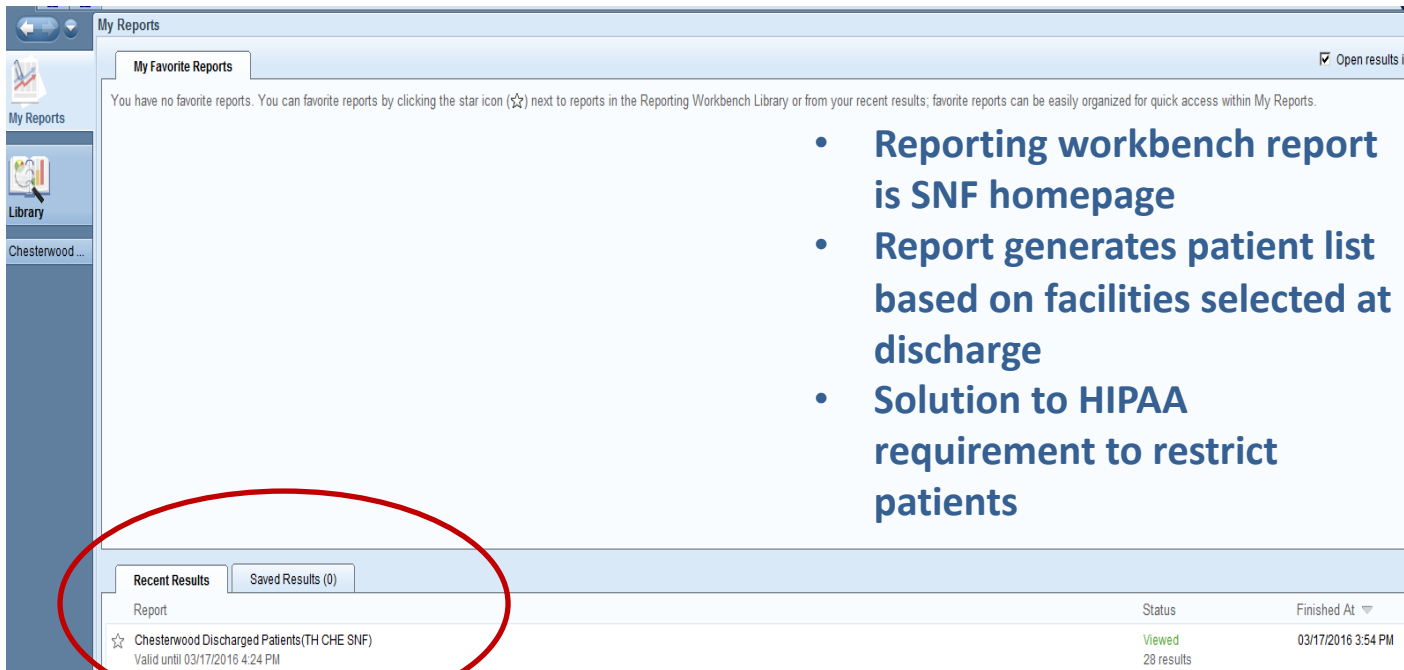 My Reports
My Favorite Reports
Open results i
You have no favorite reports. You can favorite reports by clicking the star icon (☆) next to reports in the Reporting Workbench Library or from your recent results; favorite reports can be easily organized for quick access within My Reports.
My Reports
Library
Chesterwood ...
• Reporting workbench report
is SNF homepage
• Report generates patient list
based on facilities selected at
discharge
• Solution to HIPAA
requirement to restrict
patients
Recent Results
Saved Results (0)
Report
Status
Finished At
Chesterwood Discharged Patients(TH CHE SNF)
Viewed
03/17/2016 3:54 PM
Valid until 03/17/2016 4:24 PM
28 results